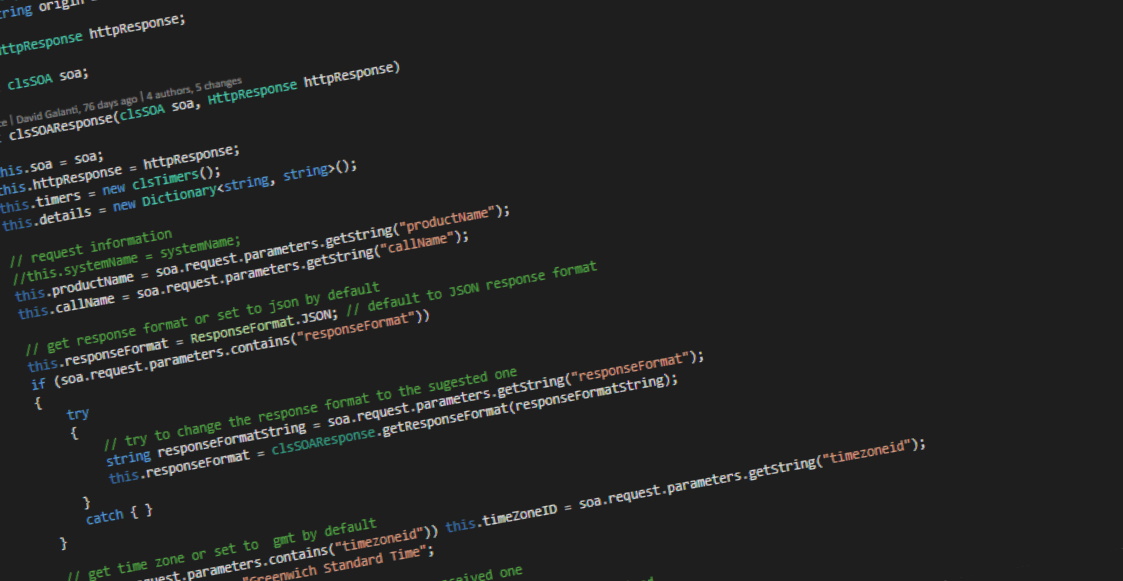 tring origin
ttpResponse httpResponse;
clsSOA soa;
ce | David Galanti, 76 days ago | 4 authors, 5 changes
clsSOAResponse(clsSOA soa, HttpResponse httpResponse)
this.soa = soa;
this.httpResponse = httpResponse;
this.timers = new clsTimers();
this.details = new Dictionary<string, string>();
// request information
//this.systemName = systemName;
this.productName = soa.request.parameters.getString("productName");
this.callName = soa.request.parameters.getString("callName");
// get response format or set to json by default
this.responseFormat = ResponseFormat.JSON; // default to JSON response format
if (soa.request.parameters.contains("responseFormat"))
{
try
{
// try to change the response format to the sugested one
string responseFormatString = soa.request.parameters.getString("responseFormat");
this.responseFormat = clsSOAResponse.getResponseFormat(responseFormatString);
}
catch { }
}
// get time zone or set to gmt by default
quest.parameters.contains("timezoneid")) this.timeZoneID = soa.request.parameters.getString("timezoneid");
"Greenwich Standard Time";
one